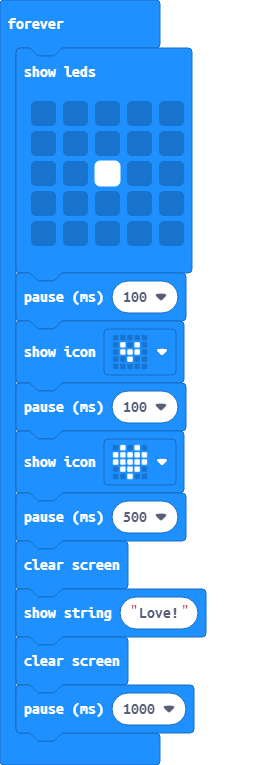 forever
show leds
pause (ms) 100
show icon
pause (ms) 100
show icon
pause (ms) 500
clear screen
show string "Love!"
clear screen
pause (ms) 1000